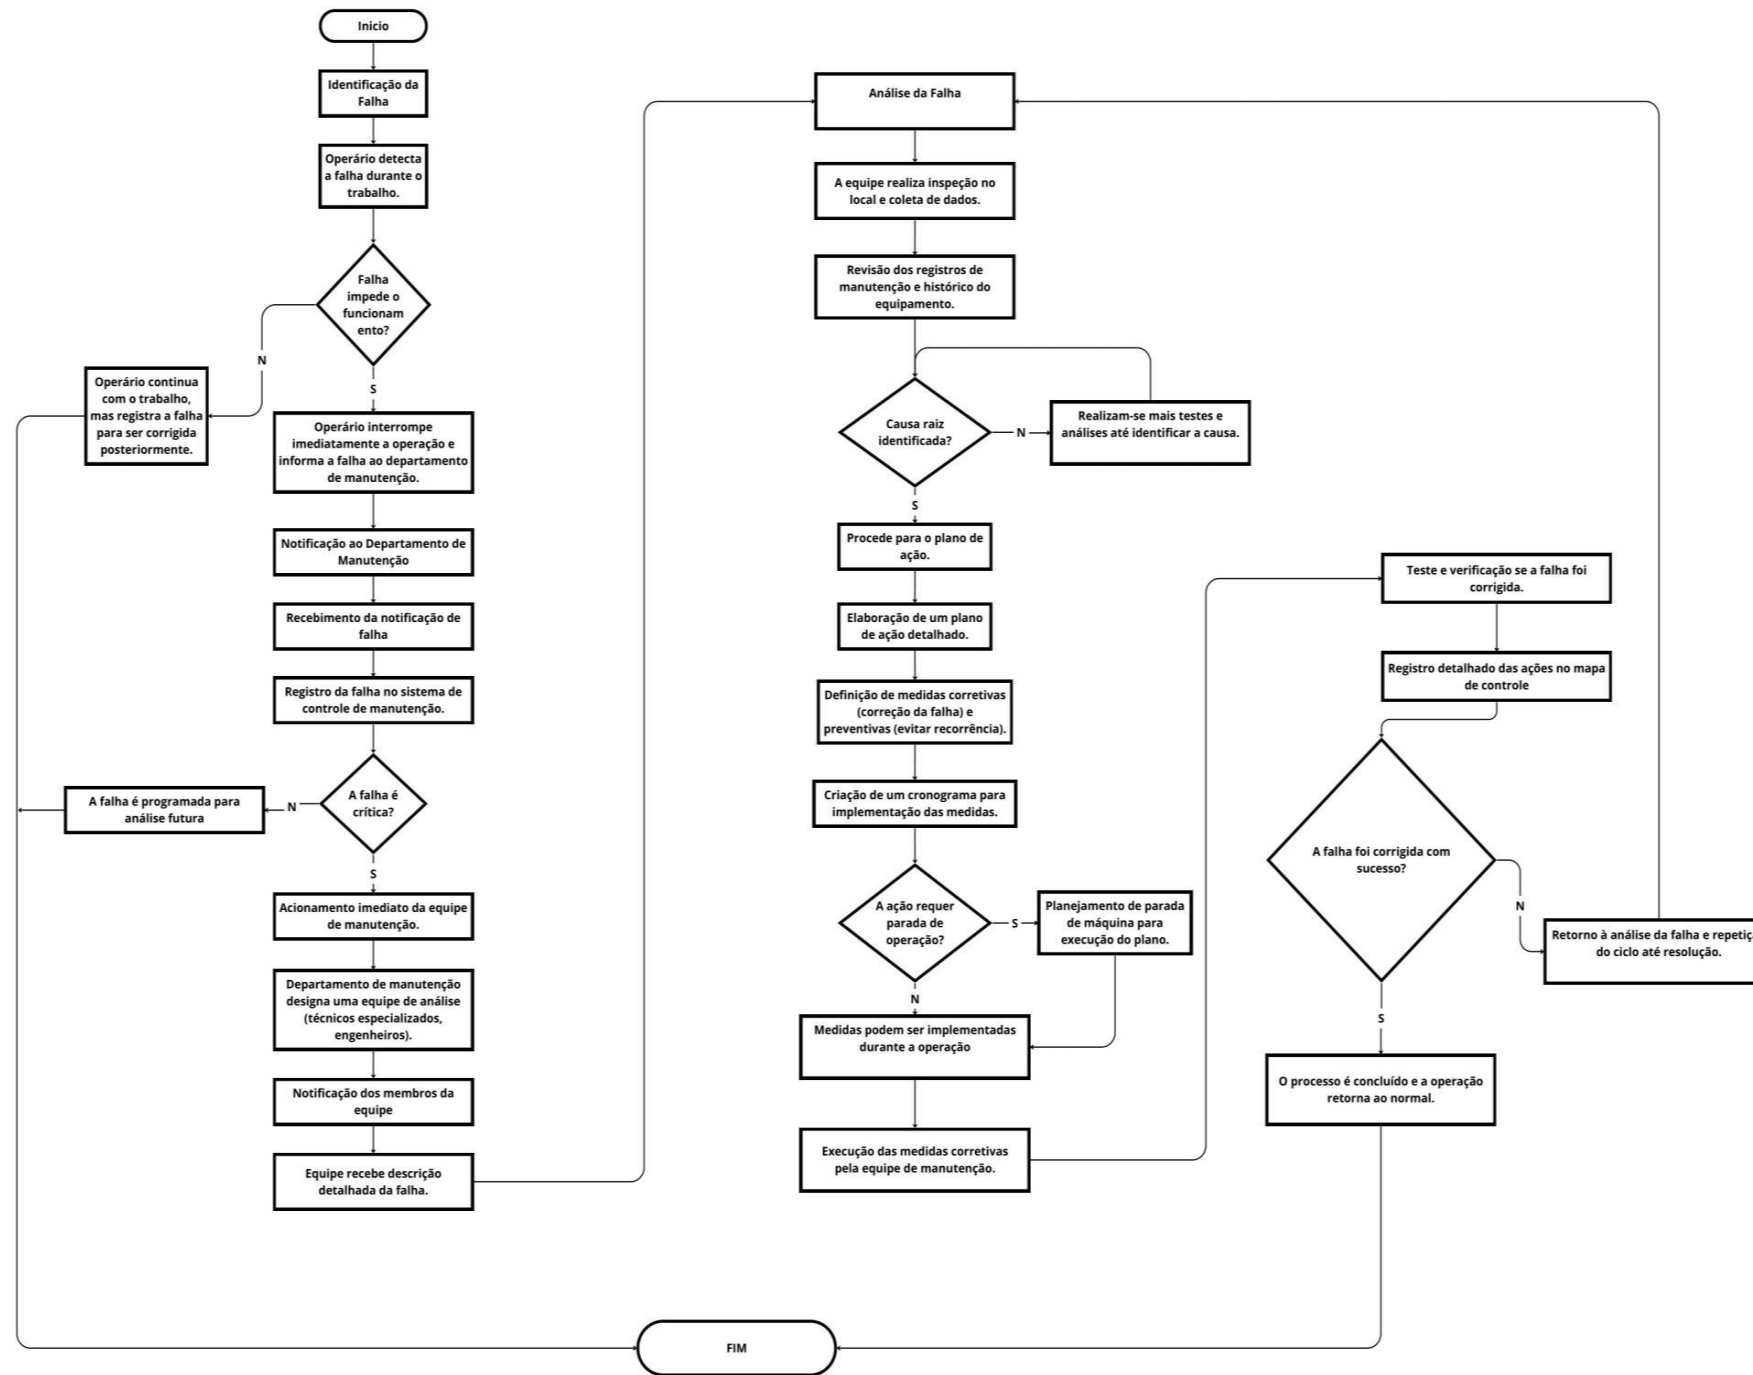 Inicio
Identificação da
Falha
Operário detecta
a falha durante o
trabalho.
Falha
impede o
funcionam
ento?
N
S
Operário continua
com o trabalho,
mas registra a falha
para ser corrigida
posteriormente.
Operário interrompe
imediatamente a operação e
informa a falha ao departamento
de manutenção.
Notificação ao Departamento de
Manutenção
Recebimento da notificação de
falha
Registro da falha no sistema de
controle de manutenção.
A falha é
crítica?
N
A falha é programada para
análise futura
S
Acionamento imediato da equipe
de manutenção.
Departamento de manutenção
designa uma equipe de análise
(técnicos especializados,
engenheiros).
Notificação dos membros da
equipe
Equipe recebe descrição
detalhada da falha.
Análise da Falha
A equipe realiza inspeção no
local e coleta de dados.
Revisão dos registros de
manutenção e histórico do
equipamento.
Causa raiz
identificada?
N
Realizam-se mais testes e
análises até identificar a causa.
S
Procede para o plano de
ação.
Elaboração de um plano
de ação detalhado.
Definição de medidas corretivas
(correção da falha) e
preventivas (evitar recorrência).
Criação de um cronograma para
implementação das medidas.
A ação requer
parada de
operação?
S
Planejamento de parada
de máquina para
execução do plano.
N
Medidas podem ser implementadas
durante a operação
Execução das medidas corretivas
pela equipe de manutenção.
Teste e verificação se a falha foi
corrigida.
Registro detalhado das ações no mapa
de controle
A falha foi corrigida com
sucesso?
N
Retorno à análise da falha e repetiç
do ciclo até resolução.
S
O processo é concluído e a operação
retorna ao normal.
FIM